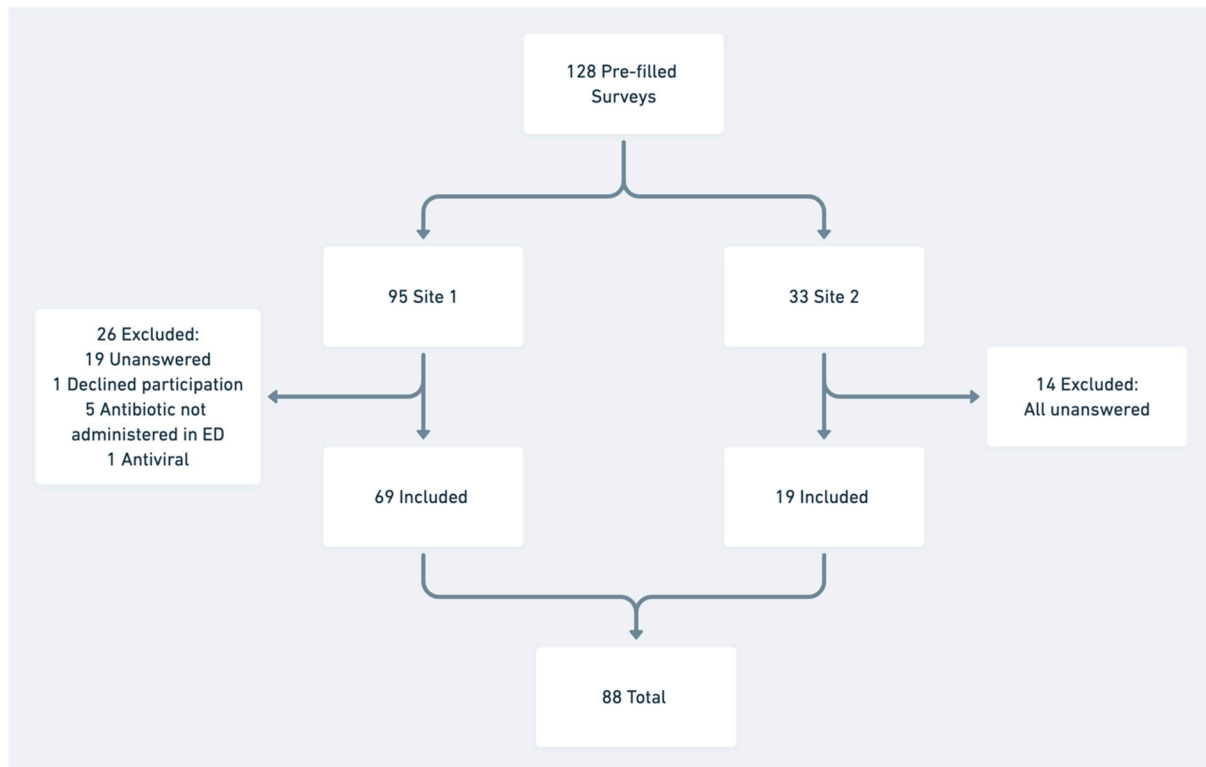 128 Pre-filled
Surveys
95 Site 1
33 Site 2
26 Excluded:
19 Unanswered
1 Declined participation
5 Antibiotic not
administered in ED
1 Antiviral
14 Excluded:
All unanswered
69 Included
19 Included
88 Total